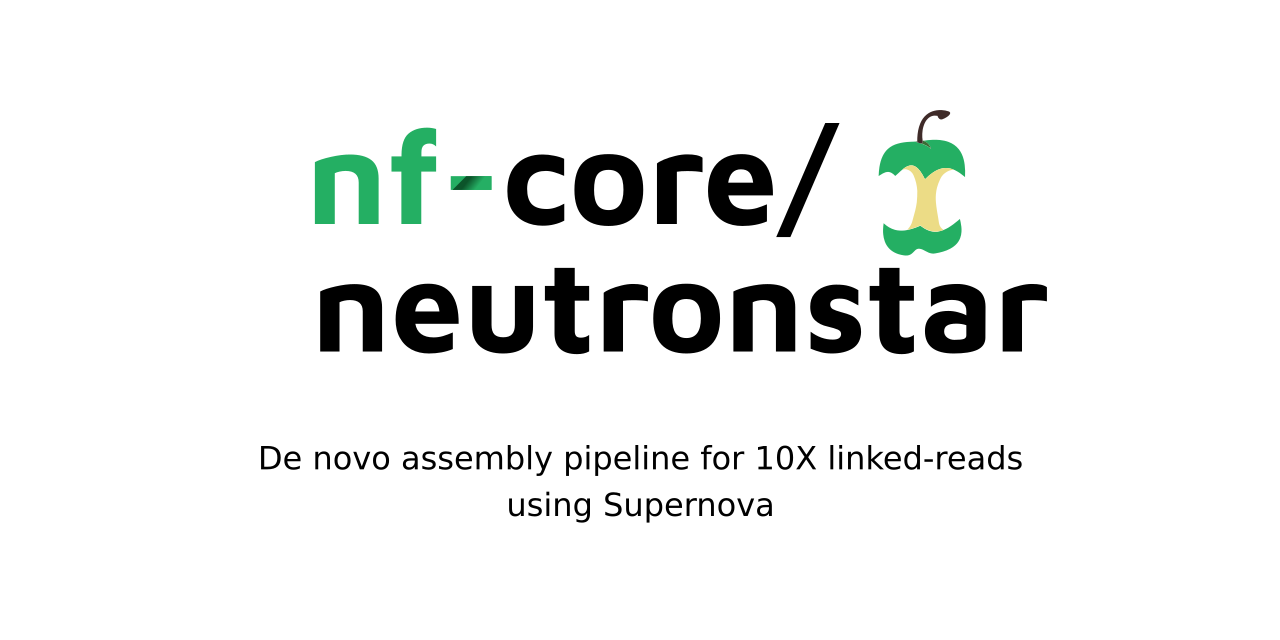 nf-core/
neutronstar
De novo assembly pipeline for 10X linked-reads
using Supernova